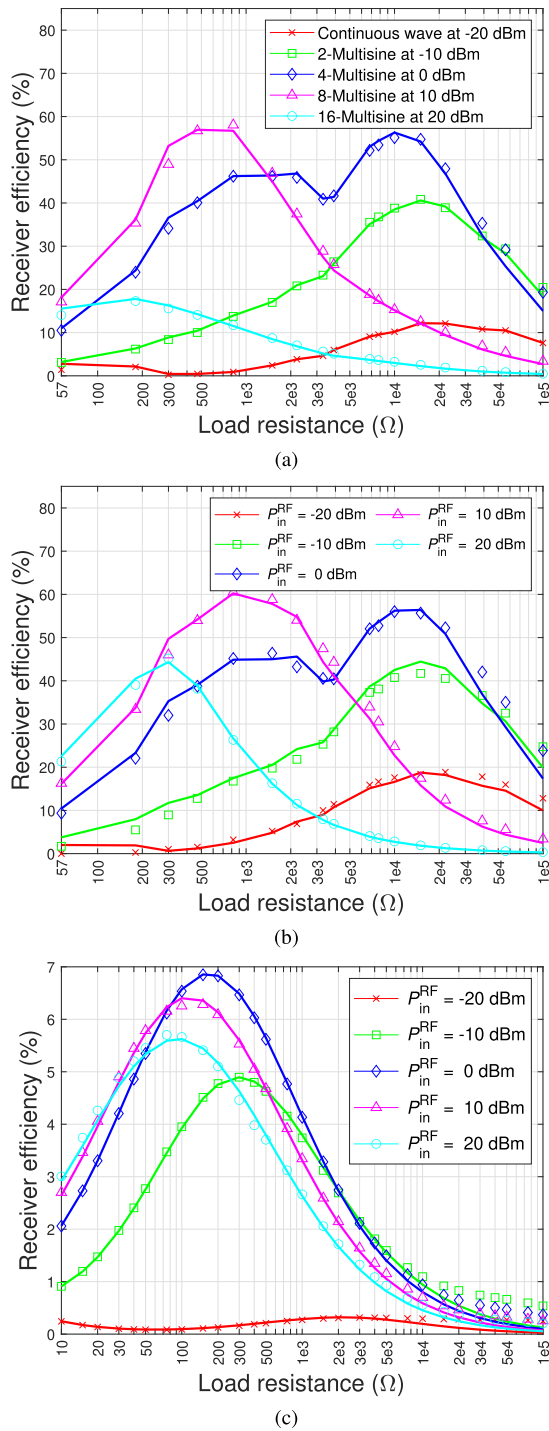 Receiver efficiency (%)
80
70
60
50
40
30
20
10
0
Continuous wave at -20 dBm
2-Multisine at -10 dBm
4-Multisine at 0 dBm
8-Multisine at 10 dBm
16-Multisine at 20 dBm
57 100 200 300 500 1e3 2e3 3e3 5e3 1e4 2e4 5e4 1e5
Load resistance (Ω)
(a)
Receiver efficiency (%)
80
70
60
50
40
30
20
10
0
P_in^RF = -20 dBm
P_in^RF = -10 dBm
P_in^RF = 0 dBm
P_in^RF = 10 dBm
P_in^RF = 20 dBm
57 100 200 300 500 1e3 2e3 3e3 5e3 1e4 2e4 5e4 1e5
Load resistance (Ω)
(b)
Receiver efficiency (%)
7
6
5
4
3
2
1
0
P_in^RF = -20 dBm
P_in^RF = -10 dBm
P_in^RF = 0 dBm
P_in^RF = 10 dBm
P_in^RF = 20 dBm
10 20 30 50 100 200 300 500 1e3 2e3 3e3 5e3 1e4 2e4 5e4 1e5
Load resistance (Ω)
(c)